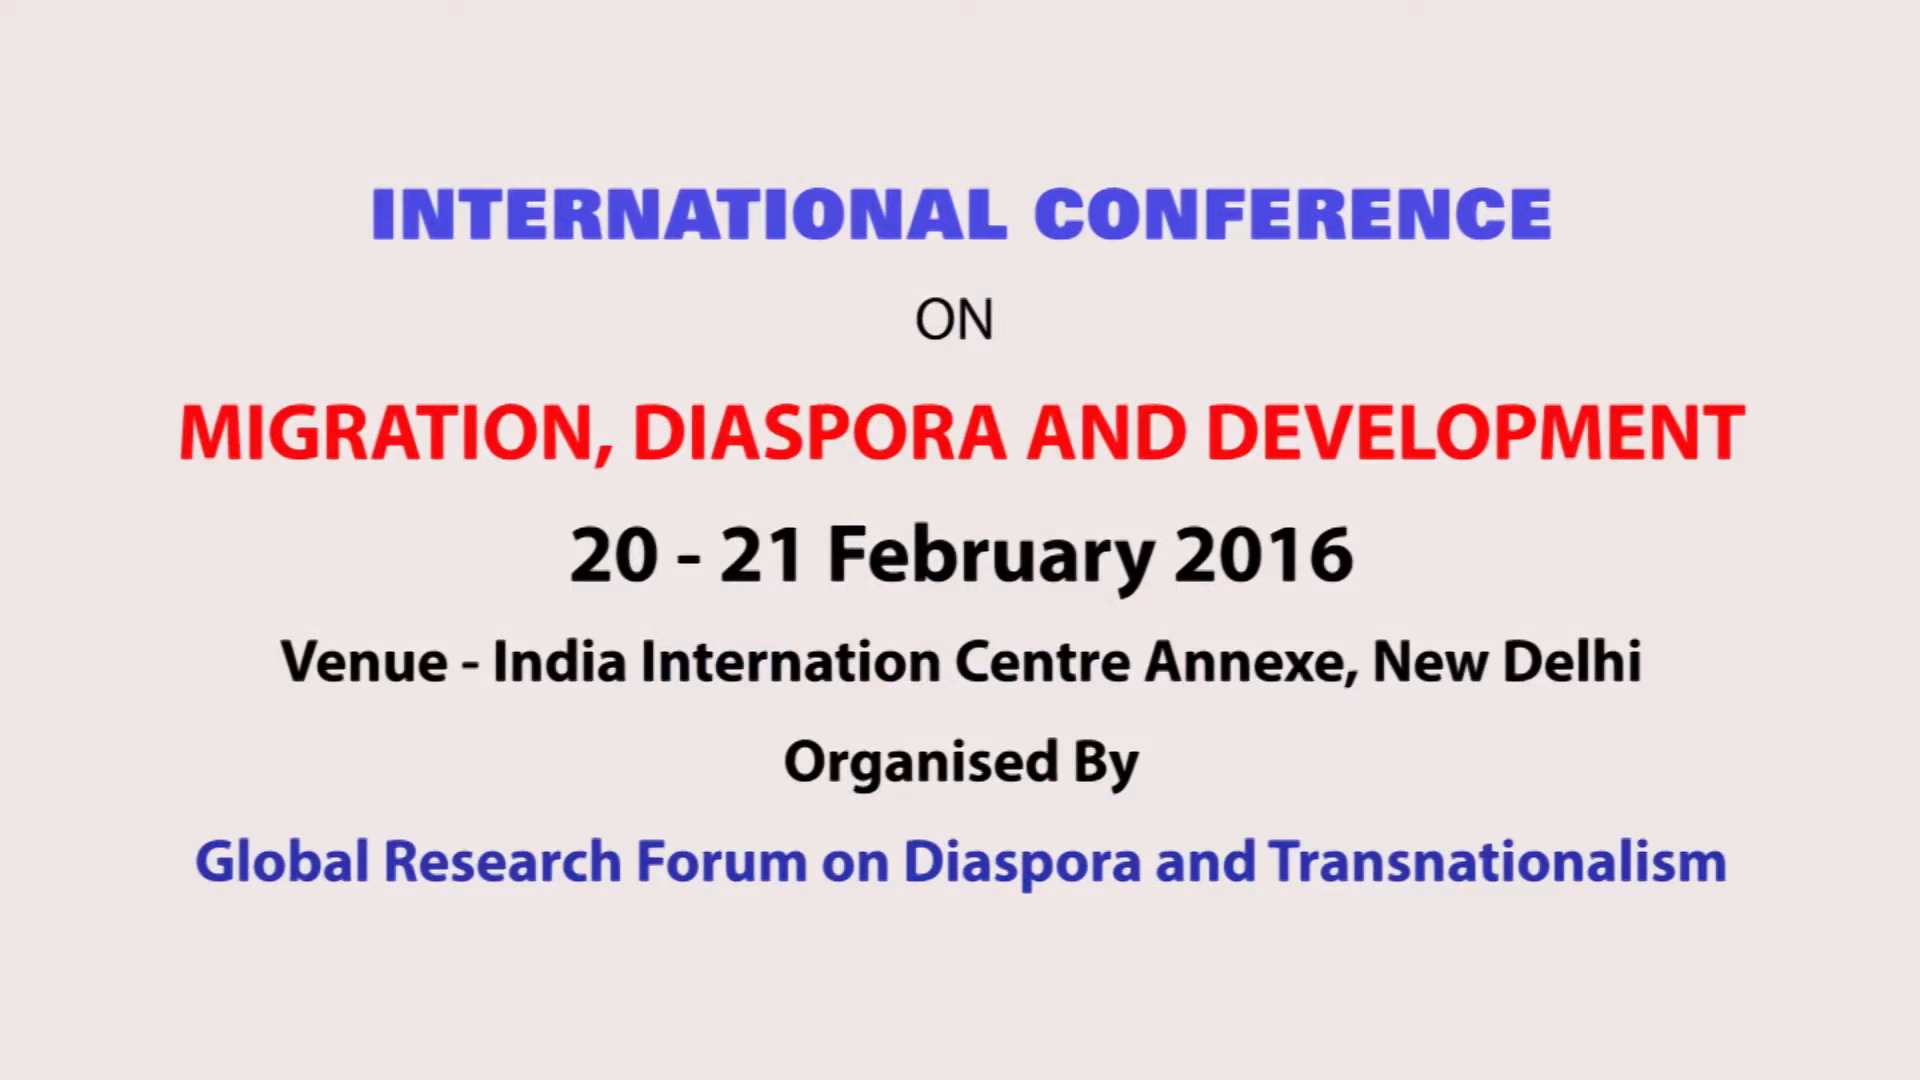 INTERNATIONAL CONFERENCE
ON
MIGRATION, DIASPORA AND DEVELOPMENT
20 - 21 February 2016
Venue - India Internation Centre Annexe, New Delhi
Organised By
Global Research Forum on Diaspora and Transnationalism